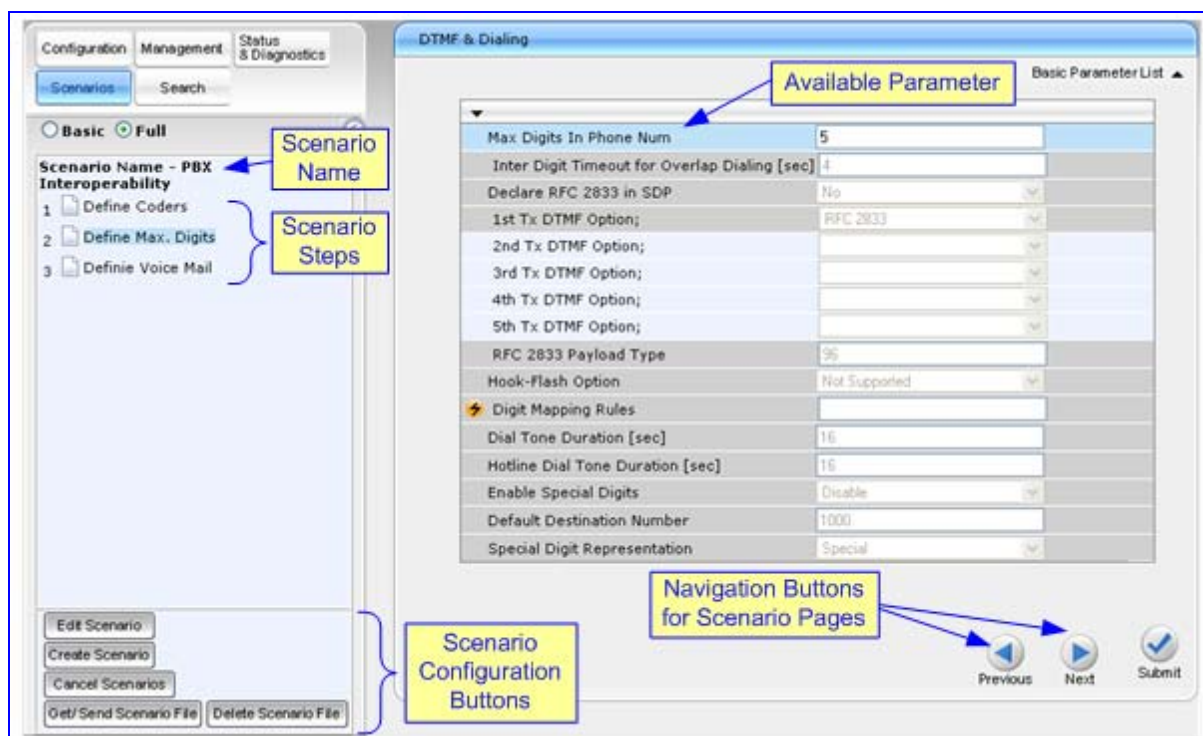 Configuration Management Status & Diagnostics
Scenarios Search
Basic Full
Scenario Name - PBX
Interoperability
1 Define Coders
2 Define Max. Digits
3 Definie Voice Mail
Scenario
Name
Scenario
Steps
Edit Scenario
Create Scenario
Cancel Scenarios
Get/Send Scenario File Delete Scenario File
Scenario
Configuration
Buttons
DTMF & Dialing
Basic Parameter List
Available Parameter
Max Digits In Phone Num 5
Inter Digit Timeout for Overlap Dialing [sec] 4
Declare RFC 2833 in SDP No
1st Tx DTMF Option; RFC 2833
2nd Tx DTMF Option;
3rd Tx DTMF Option;
4th Tx DTMF Option;
5th Tx DTMF Option;
RFC 2833 Payload Type 96
Hook-Flash Option Not Supported
Digit Mapping Rules
Dial Tone Duration [sec] 16
Hotline Dial Tone Duration [sec] 16
Enable Special Digits Disable
Default Destination Number 1000
Special Digit Representation Special
Navigation Buttons
for Scenario Pages
Previous Next Submit